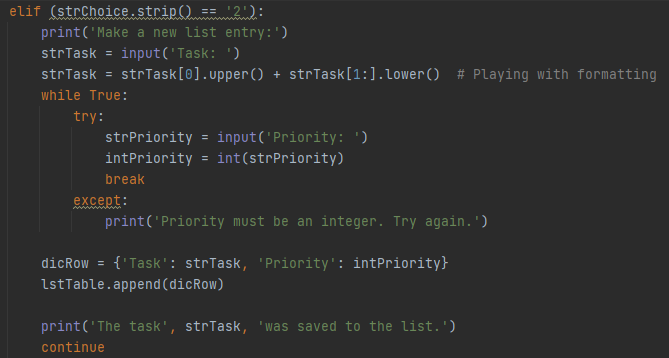 elif (strChoice.strip() == '2'):
    print('Make a new list entry:')
    strTask = input('Task: ')
    strTask = strTask[0].upper() + strTask[1:].lower()  # Playing with formatting
    while True:
        try:
            strPriority = input('Priority: ')
            intPriority = int(strPriority)
            break
        except:
            print('Priority must be an integer. Try again.')

    dicRow = {'Task': strTask, 'Priority': intPriority}
    lstTable.append(dicRow)

    print('The task', strTask, 'was saved to the list.')
    continue